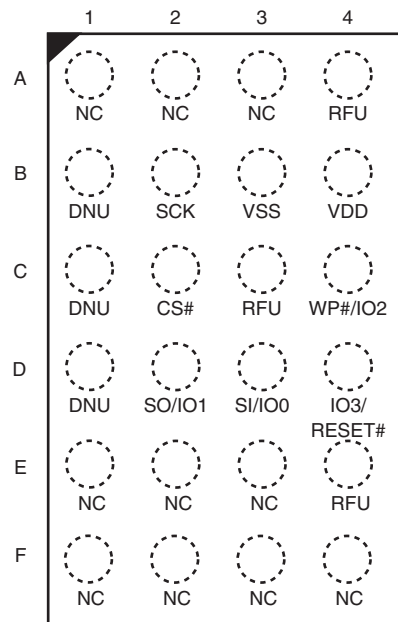 1 2 3 4
A
NC NC NC RFU
B
DNU SCK VSS VDD
C
DNU CS# RFU WP#/IO2
D
DNU SO/IO1 SI/IO0 IO3/
RESET#
E
NC NC NC RFU
F
NC NC NC NC